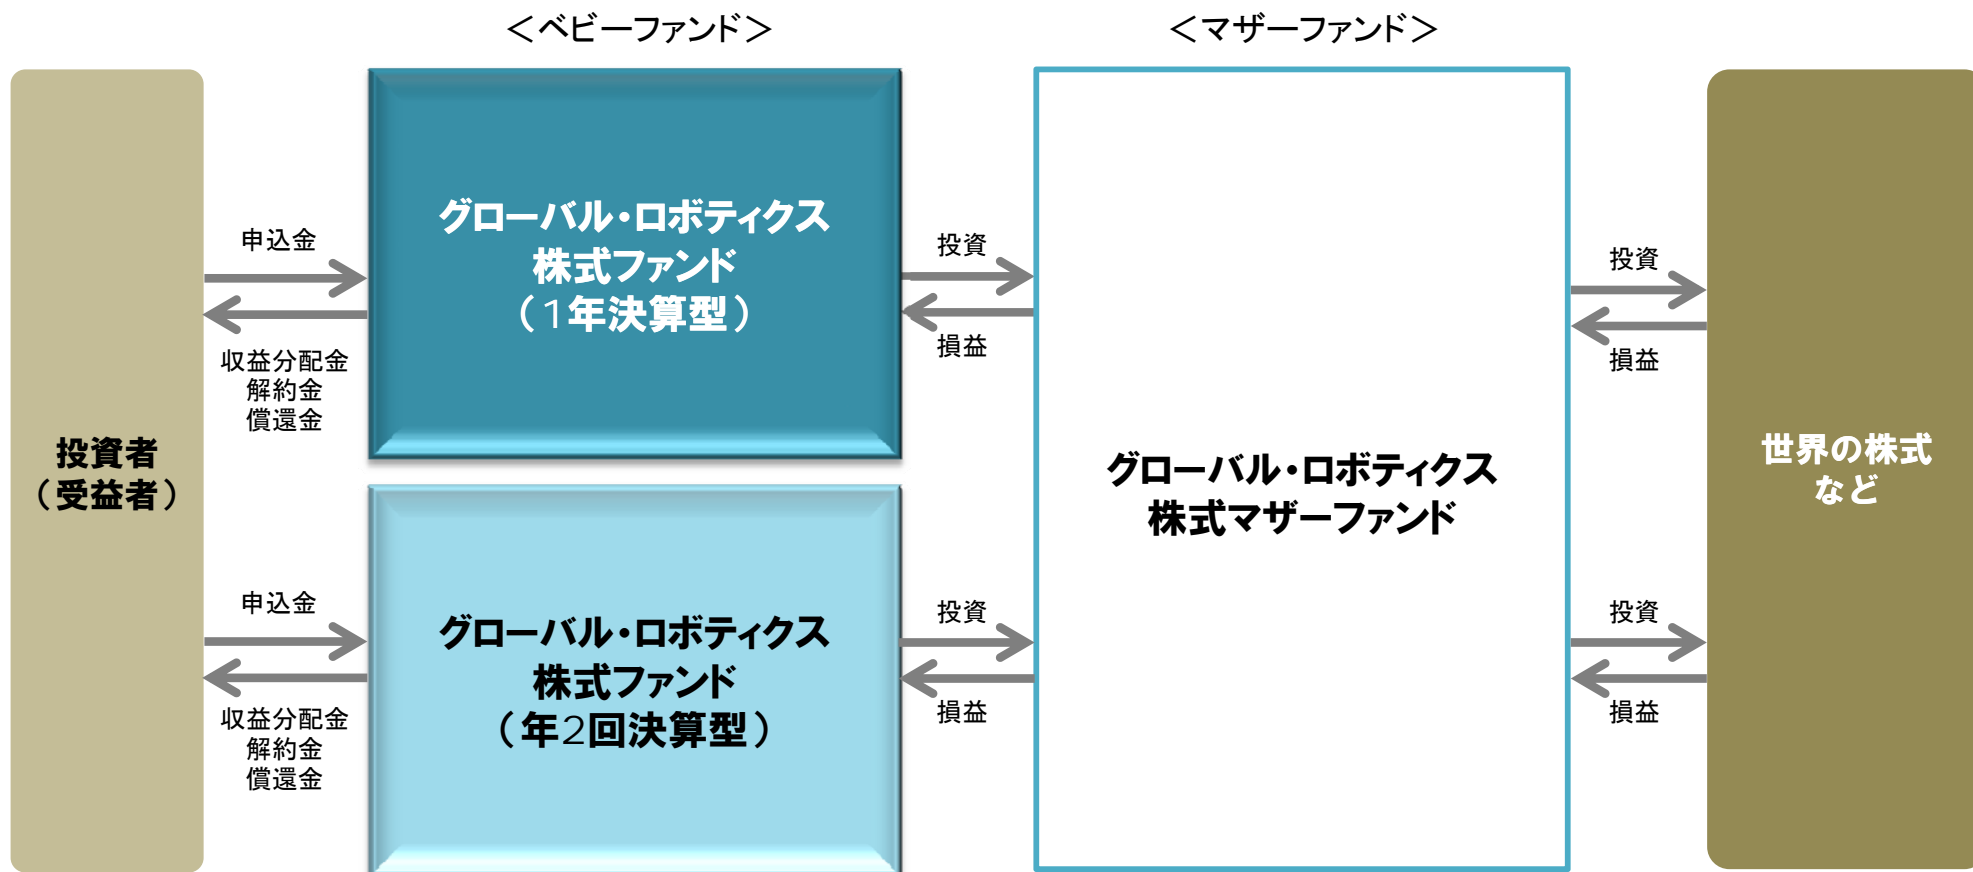 ＜ベビーファンド＞
＜マザーファンド＞
投資者
（受益者）
申込金
収益分配金
解約金
償還金
グローバル・ロボティクス
株式ファンド
（1年決算型）
投資
損益
申込金
収益分配金
解約金
償還金
グローバル・ロボティクス
株式ファンド
（年2回決算型）
投資
損益
グローバル・ロボティクス
株式マザーファンド
投資
損益
投資
損益
世界の株式
など